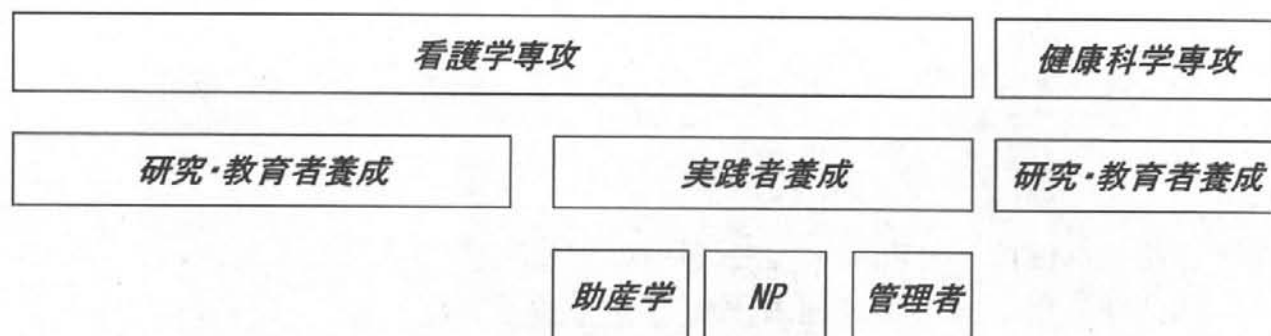 看護学専攻
健康科学専攻
研究・教育者養成
実践者養成
研究・教育者養成
助産学
NP
管理者